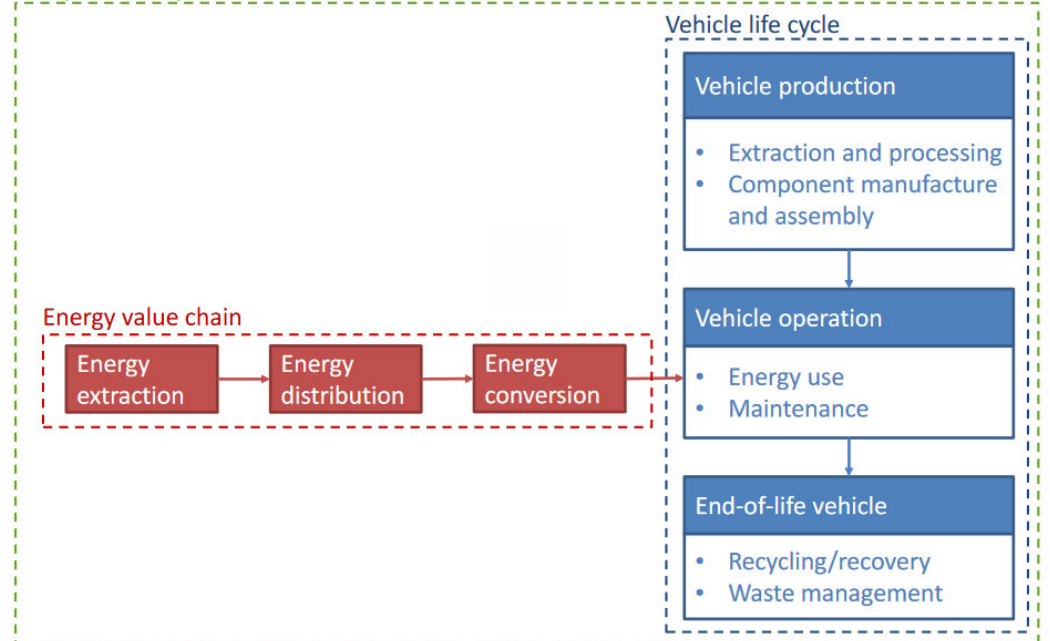 Vehicle life cycle
Vehicle production
• Extraction and processing
• Component manufacture
and assembly
Energy value chain
Energy
extraction
Energy
distribution
Energy
conversion
Vehicle operation
• Energy use
• Maintenance
End-of-life vehicle
• Recycling/recovery
• Waste management